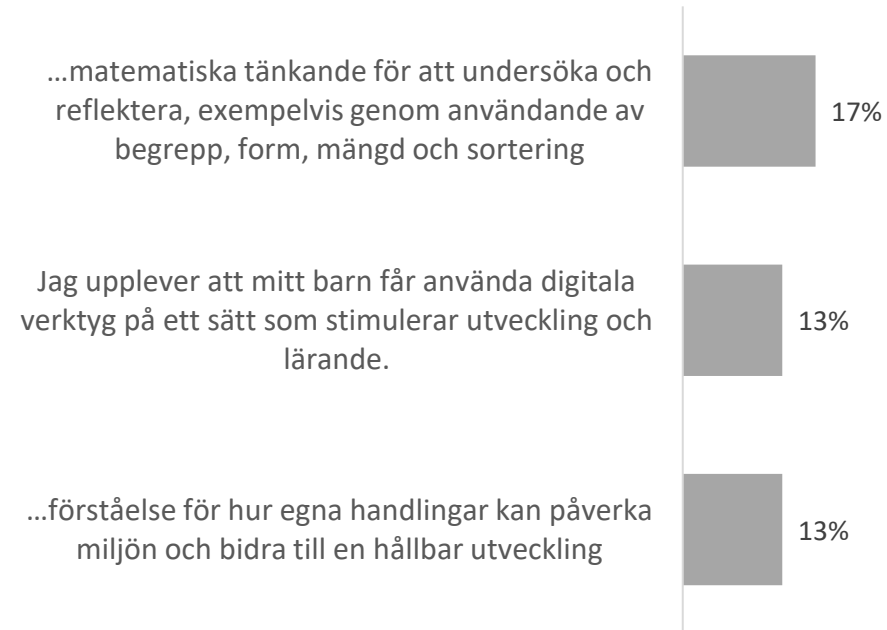 …matematiska tänkande för att undersöka och
reflektera, exempelvis genom användande av
begrepp, form, mängd och sortering
17%
Jag upplever att mitt barn får använda digitala
verktyg på ett sätt som stimulerar utveckling och
lärande.
13%
…förståelse för hur egna handlingar kan påverka
miljön och bidra till en hållbar utveckling
13%